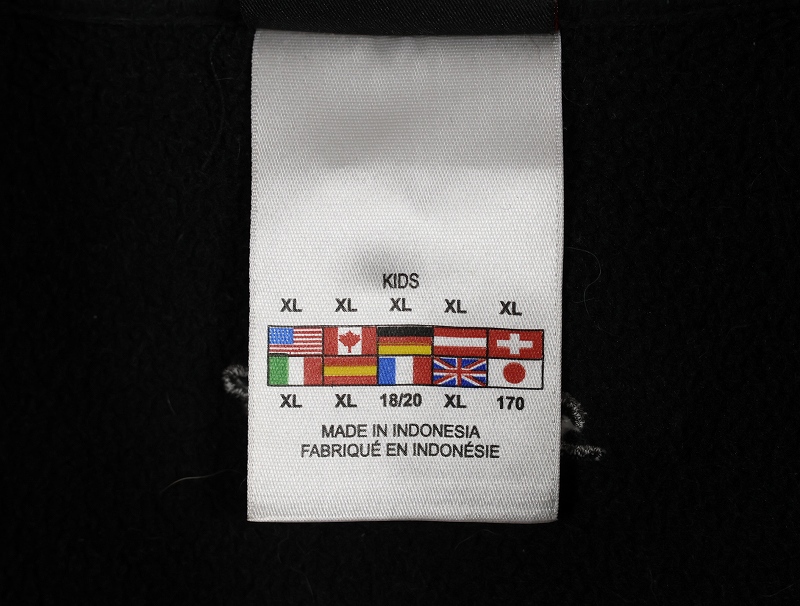 KIDS
XL XL XL XL XL
XL XL 18/20 XL 170
MADE IN INDONESIA
FABRIQUÉ EN INDONÉSIE